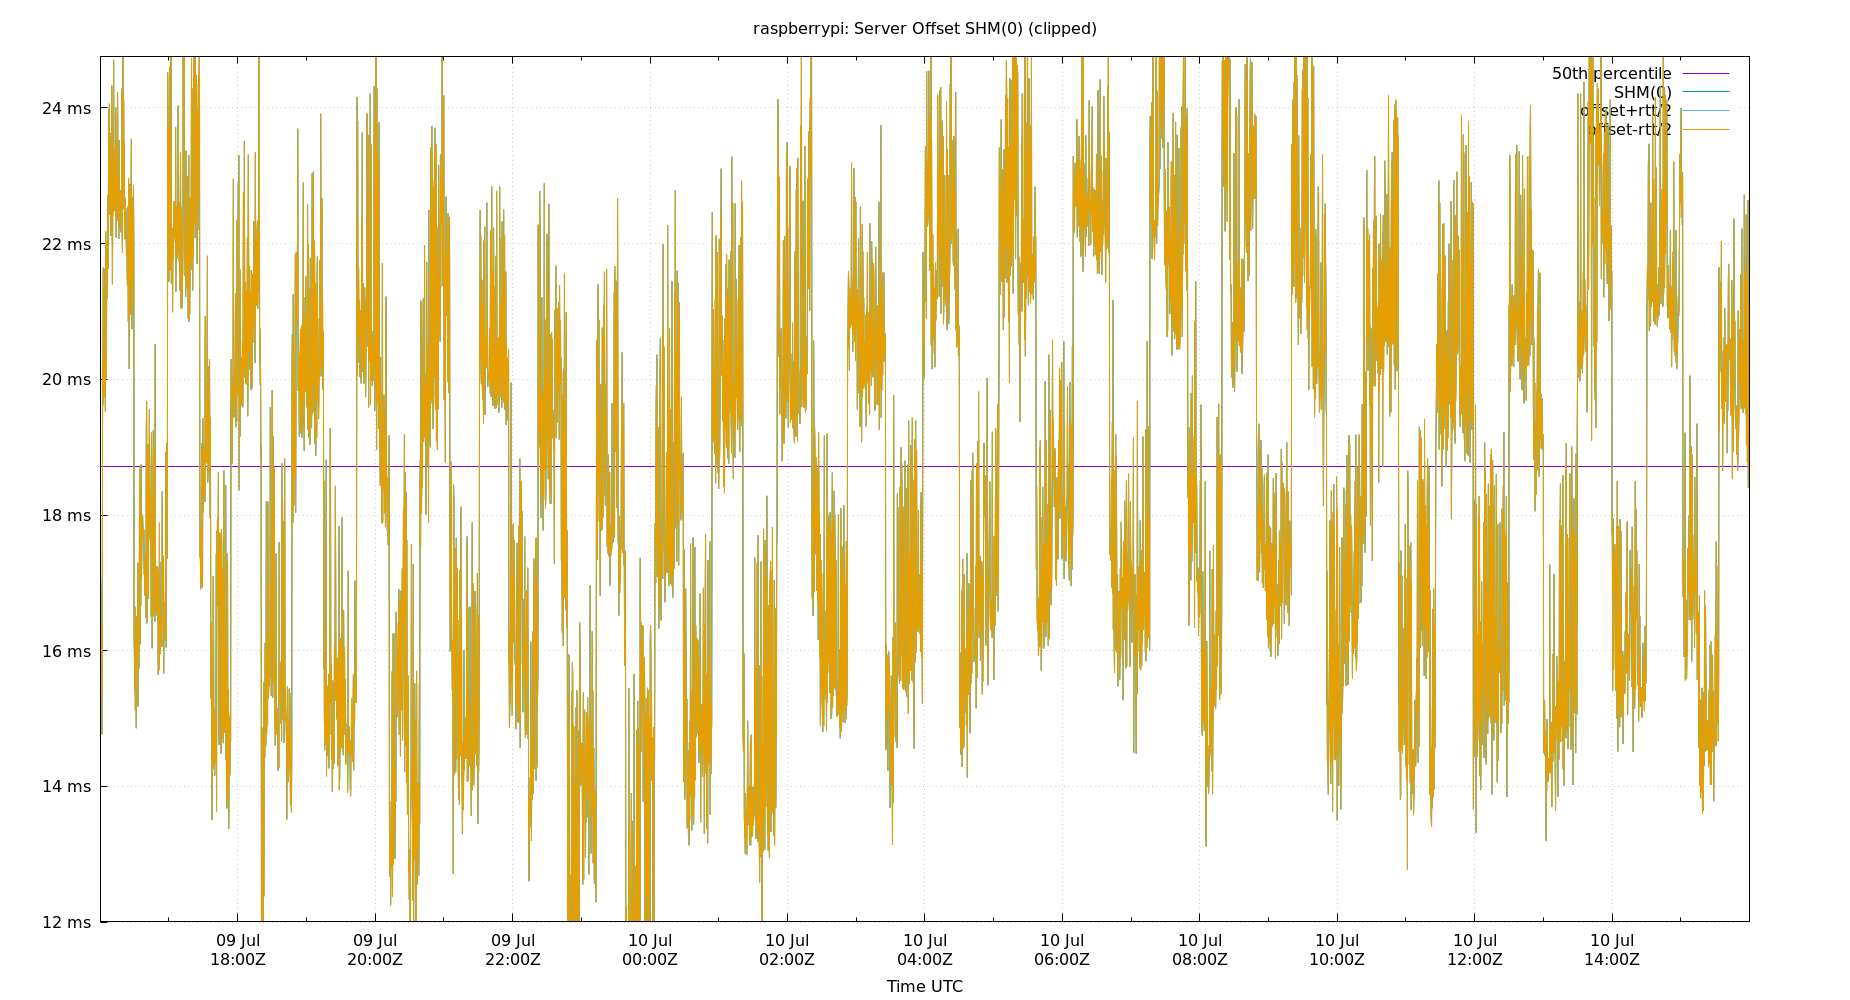 raspberrypi: Server Offset SHM(0) (clipped)
50th percentile
SHM(0)
offset+rtt/2
offset-rtt/2
24 ms
22 ms
20 ms
18 ms
16 ms
14 ms
12 ms
09 Jul 09 Jul 09 Jul 10 Jul 10 Jul 10 Jul 10 Jul 10 Jul 10 Jul 10 Jul 10 Jul
18:00Z 20:00Z 22:00Z 00:00Z 02:00Z 04:00Z 06:00Z 08:00Z 10:00Z 12:00Z 14:00Z
Time UTC